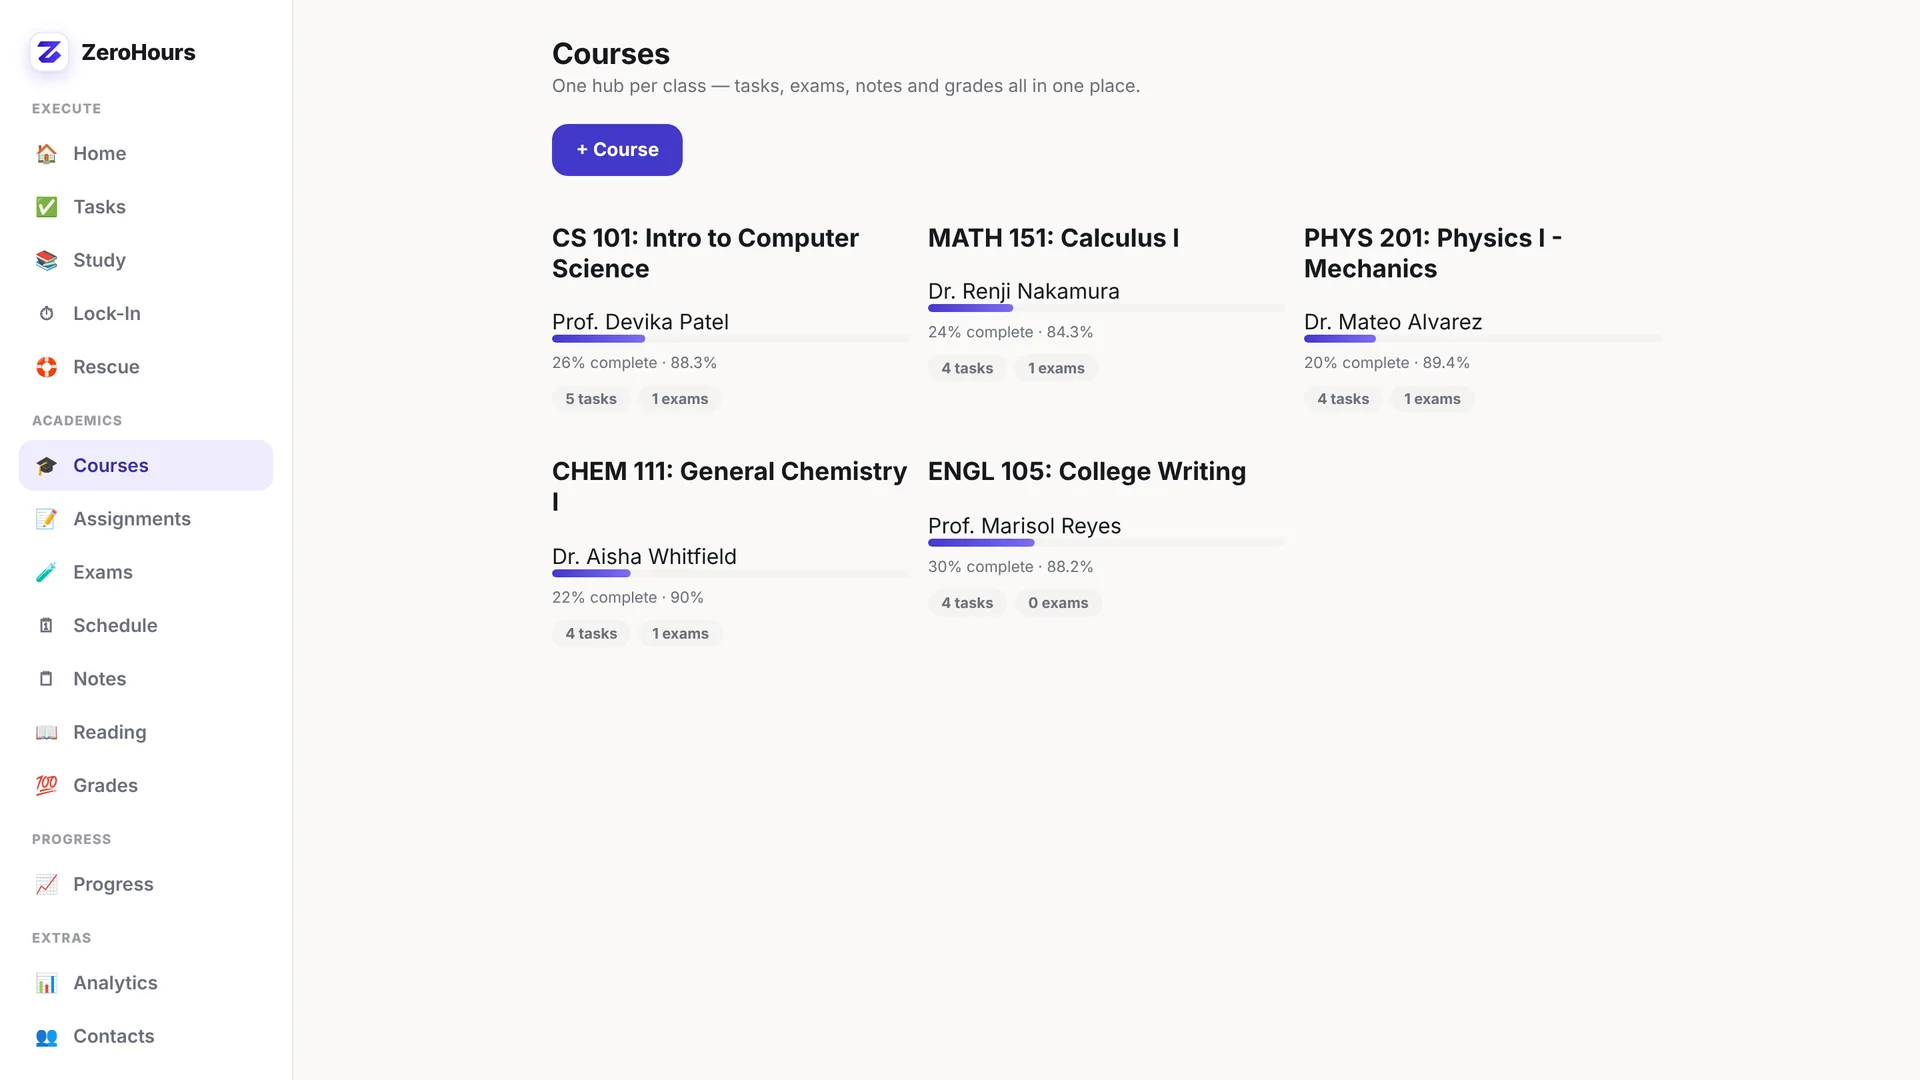 ZeroHours
EXECUTE
Home
Tasks
Study
Lock-In
Rescue
ACADEMICS
Courses
Assignments
Exams
Schedule
Notes
Reading
Grades
PROGRESS
Progress
EXTRAS
Analytics
Contacts
Courses
One hub per class — tasks, exams, notes and grades all in one place.
+ Course
CS 101: Intro to Computer
Science
Prof. Devika Patel
26% complete · 88.3%
5 tasks 1 exams
MATH 151: Calculus I
Dr. Renji Nakamura
24% complete · 84.3%
4 tasks 1 exams
PHYS 201: Physics I -
Mechanics
Dr. Mateo Alvarez
20% complete · 89.4%
4 tasks 1 exams
CHEM 111: General Chemistry
I
Dr. Aisha Whitfield
22% complete · 90%
4 tasks 1 exams
ENGL 105: College Writing
Prof. Marisol Reyes
30% complete · 88.2%
4 tasks 0 exams